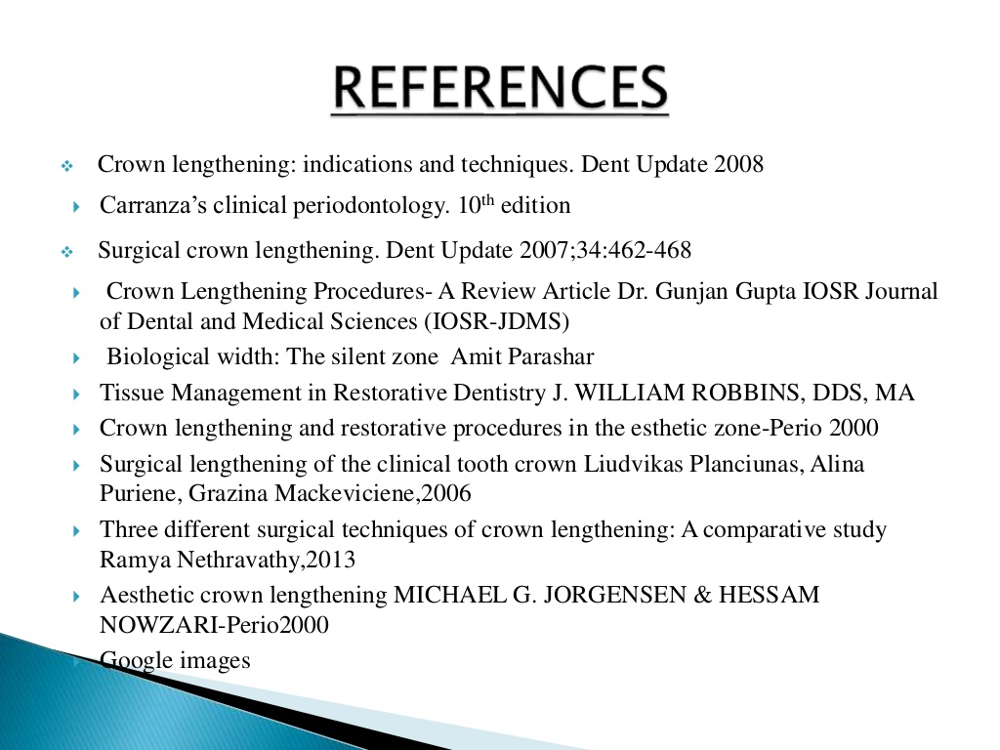 REFERENCES
Crown lengthening: indications and techniques. Dent Update 2008
Carranza’s clinical periodontology. 10th edition
Surgical crown lengthening. Dent Update 2007;34:462-468
Crown Lengthening Procedures- A Review Article Dr. Gunjan Gupta IOSR Journal
of Dental and Medical Sciences (IOSR-JDMS)
Biological width: The silent zone  Amit Parashar
Tissue Management in Restorative Dentistry J. WILLIAM ROBBINS, DDS, MA
Crown lengthening and restorative procedures in the esthetic zone-Perio 2000
Surgical lengthening of the clinical tooth crown Liudvikas Planciunas, Alina
Puriene, Grazina Mackeviciene,2006
Three different surgical techniques of crown lengthening: A comparative study
Ramya Nethravathy,2013
Aesthetic crown lengthening MICHAEL G. JORGENSEN & HESSAM
NOWZARI-Perio2000
Google images